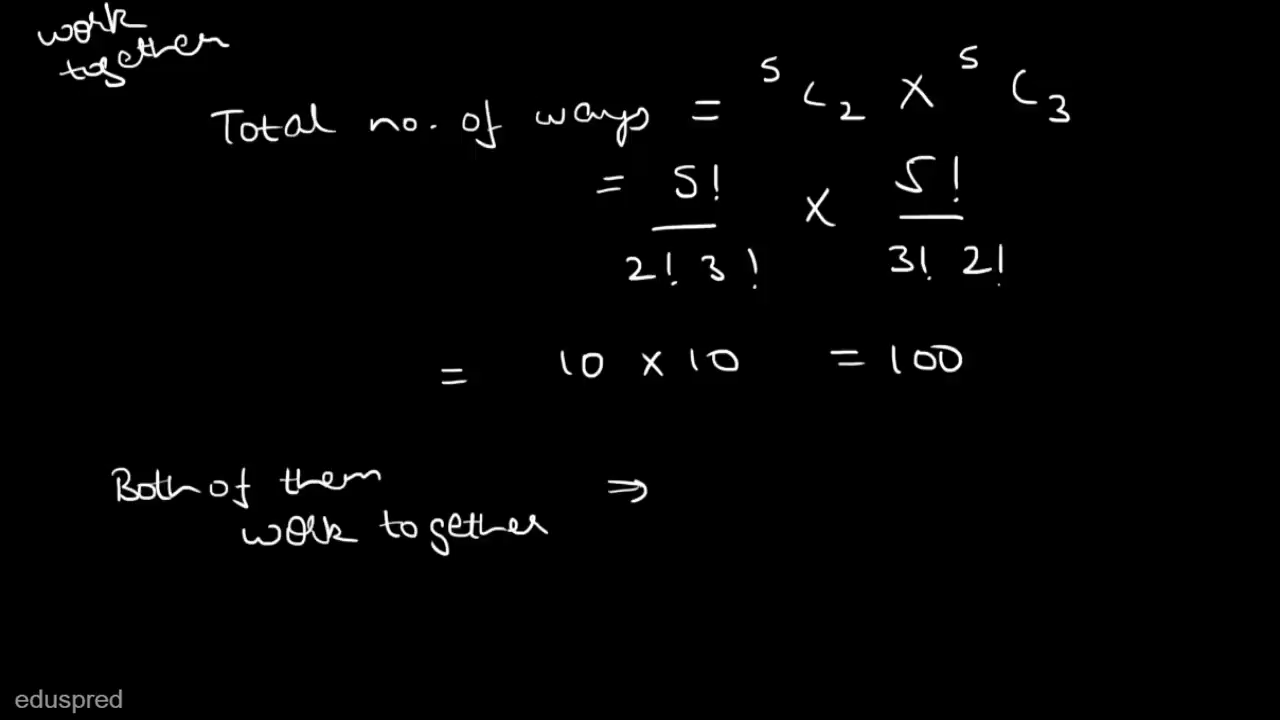 work
together
Total no. of ways = ⁵C₂ × ⁵C₃
= 5!/2! 3! × 5!/3! 2!
= 10 × 10 = 100
Both of them ⇒
work together
eduspred